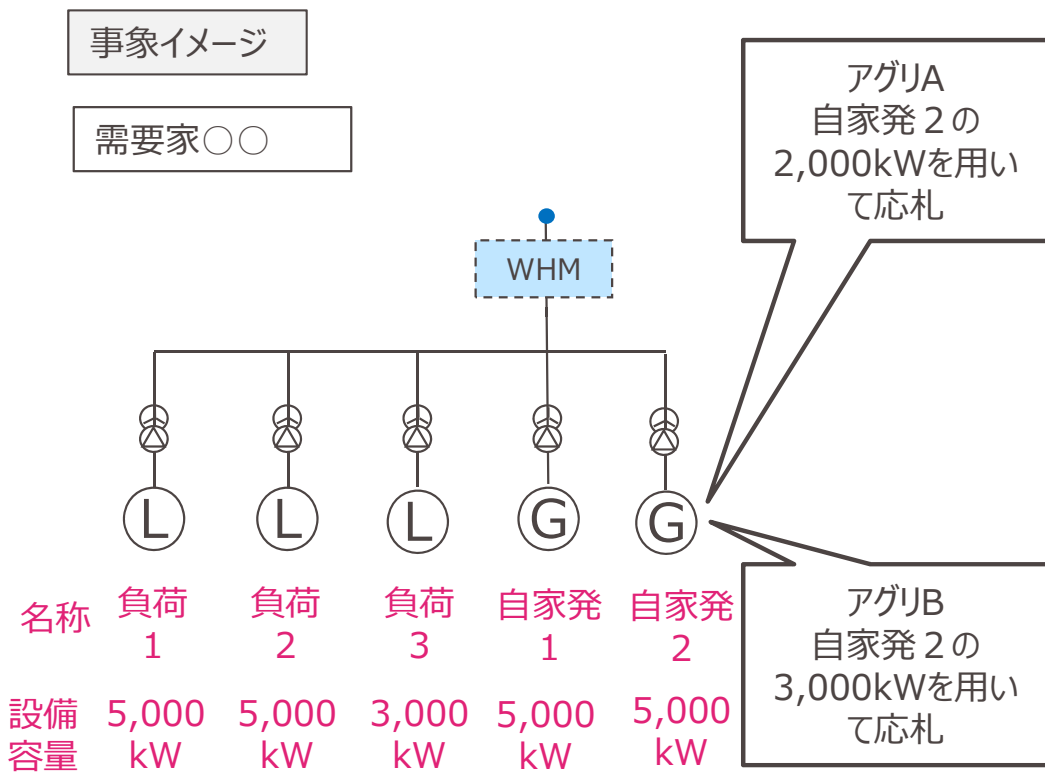 事象イメージ
需要家○○
アグリA
自家発２の
2,000kWを用い
て応札
WHM
L
L
L
G
G
名称
負荷
1
負荷
2
負荷
3
自家発
1
自家発
2
設備
容量
5,000
kW
5,000
kW
3,000
kW
5,000
kW
5,000
kW
アグリB
自家発２の
3,000kWを用い
て応札